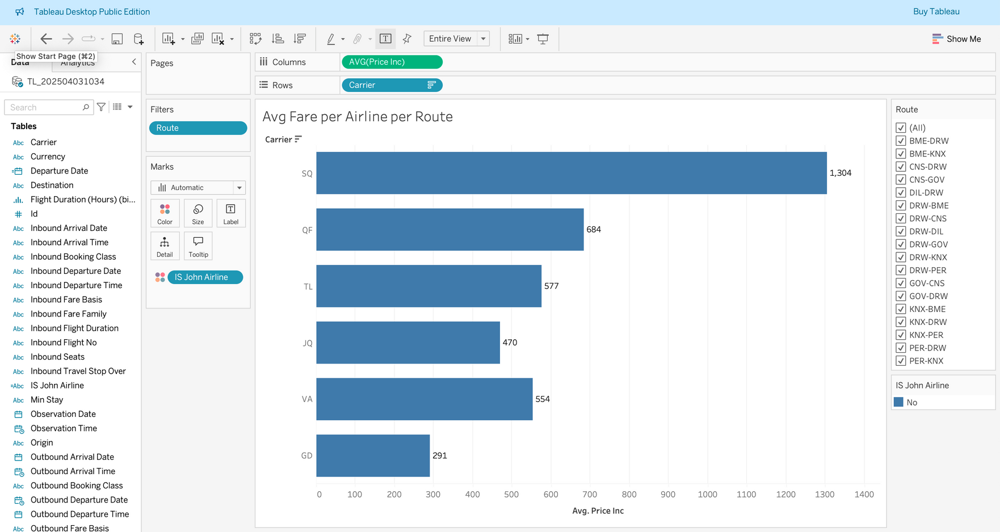 Tableau Desktop Public Edition
Buy Tableau
Entire View
Show Me
Show Start Page (⌘2)
Data
Analytics
TL_202504031034
Search
Tables
Abc Carrier
Abc Currency
Departure Date
Abc Destination
Flight Duration (Hours) (bi...
# Id
Abc Inbound Arrival Date
Abc Inbound Arrival Time
Abc Inbound Booking Class
Abc Inbound Departure Date
Abc Inbound Departure Time
Abc Inbound Fare Basis
Abc Inbound Fare Family
Abc Inbound Flight Duration
Abc Inbound Flight No
Abc Inbound Seats
Abc Inbound Travel Stop Over
=Abc IS John Airline
Abc Min Stay
Observation Date
Observation Time
Abc Origin
Outbound Arrival Date
Outbound Arrival Time
Abc Outbound Booking Class
Outbound Departure Date
Outbound Departure Time
Abc Outbound Fare Basis
Pages
Filters
Route
Marks
Automatic
Color
Size
T
Label
Detail
Tooltip
IS John Airline
Columns
AVG(Price Inc)
Rows
Carrier
Avg Fare per Airline per Route
Carrier
SQ 1,304
QF 684
TL 577
JQ 470
VA 554
GD 291
0 100 200 300 400 500 600 700 800 900 1000 1100 1200 1300 1400
Avg. Price Inc
Route
(All)
BME-DRW
BME-KNX
CNS-DRW
CNS-GOV
DIL-DRW
DRW-BME
DRW-CNS
DRW-DIL
DRW-GOV
DRW-KNX
DRW-PER
GOV-CNS
GOV-DRW
KNX-BME
KNX-DRW
KNX-PER
PER-DRW
PER-KNX
IS John Airline
No